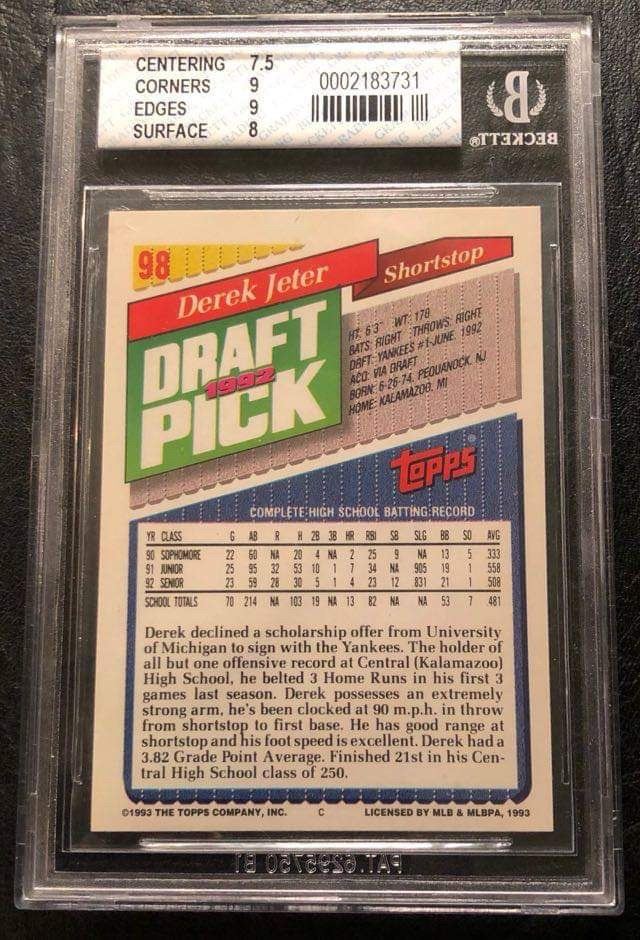 CENTERING 7.5
CORNERS 9
EDGES 9
SURFACE 8
0002183731
BECKETT®
98
Derek Jeter
Shortstop
DRAFT
1992
PICK
HT: 6'3" WT: 170
BATS: RIGHT THROWS: RIGHT
DRFT: YANKEES #1-JUNE, 1992
ACQ: VIA DRAFT
BORN: 6-26-74, PEQUANOCK, NJ
HOME: KALAMAZOO, MI
TOPPS®
COMPLETE HIGH SCHOOL BATTING RECORD
YR CLASS G AB R H 2B 3B HR RBI SB SLG BB SO AVG
90 SOPHOMORE 22 60 NA 20 4 NA 2 25 9 NA 13 5 .333
91 JUNIOR 25 95 32 53 10 1 7 34 NA .905 19 1 .558
92 SENIOR 23 59 28 30 5 1 4 23 12 .831 21 1 .508
SCHOOL TOTALS 70 214 NA 103 19 NA 13 82 NA NA 53 7 .481
Derek declined a scholarship offer from University
of Michigan to sign with the Yankees. The holder of
all but one offensive record at Central (Kalamazoo)
High School, he belted 3 Home Runs in his first 3
games last season. Derek possesses an extremely
strong arm, he's been clocked at 90 m.p.h. in throw
from shortstop to first base. He has good range at
shortstop and his foot speed is excellent. Derek had a
3.82 Grade Point Average. Finished 21st in his Cen-
tral High School class of 250.
©1993 THE TOPPS COMPANY, INC. C LICENSED BY MLB & MLBPA, 1993
PAT. 6295750 B1